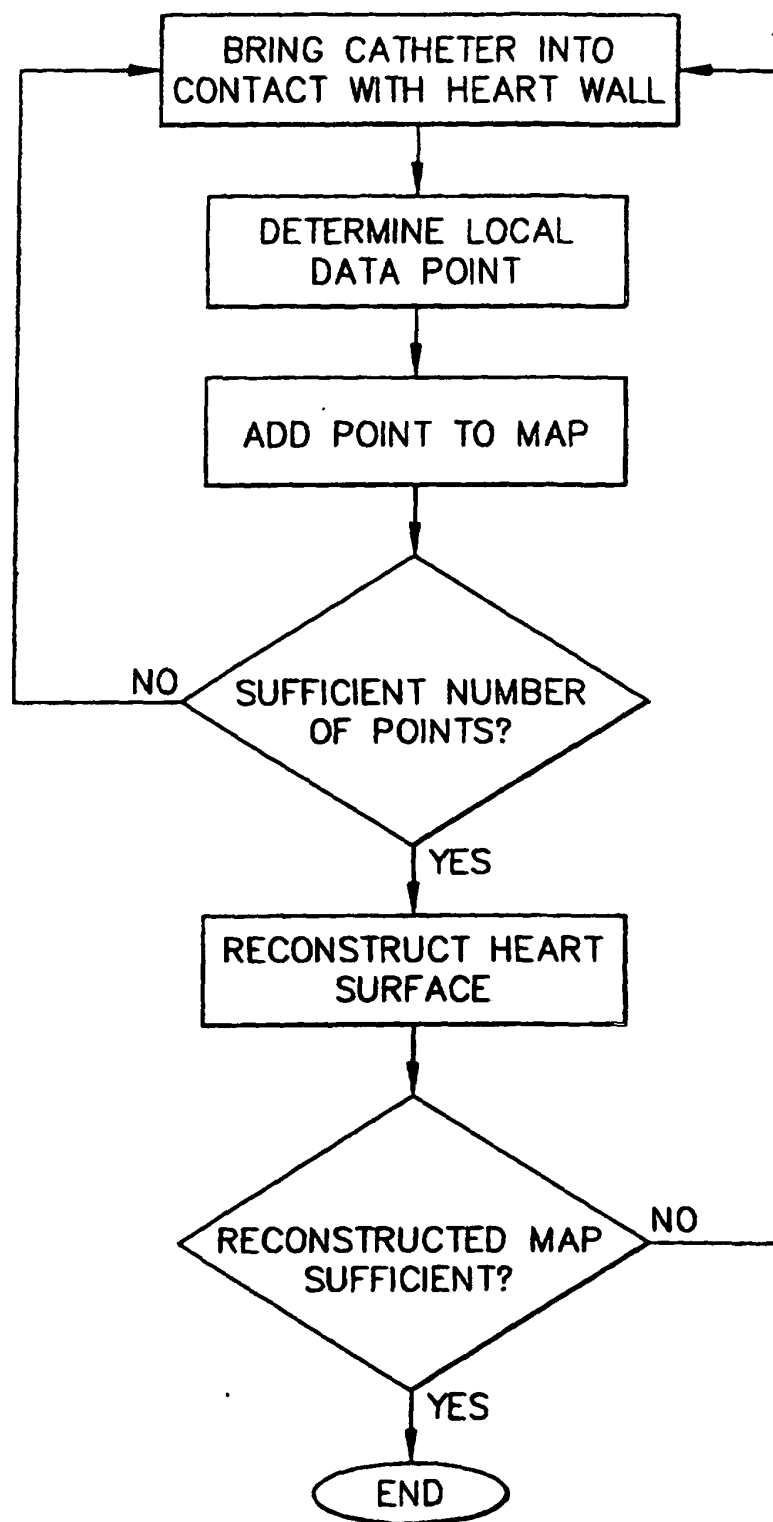 BRING CATHETER INTO
CONTACT WITH HEART WALL
DETERMINE LOCAL
DATA POINT
ADD POINT TO MAP
NO
SUFFICIENT NUMBER
OF POINTS?
YES
RECONSTRUCT HEART
SURFACE
RECONSTRUCTED MAP
SUFFICIENT?
NO
YES
END